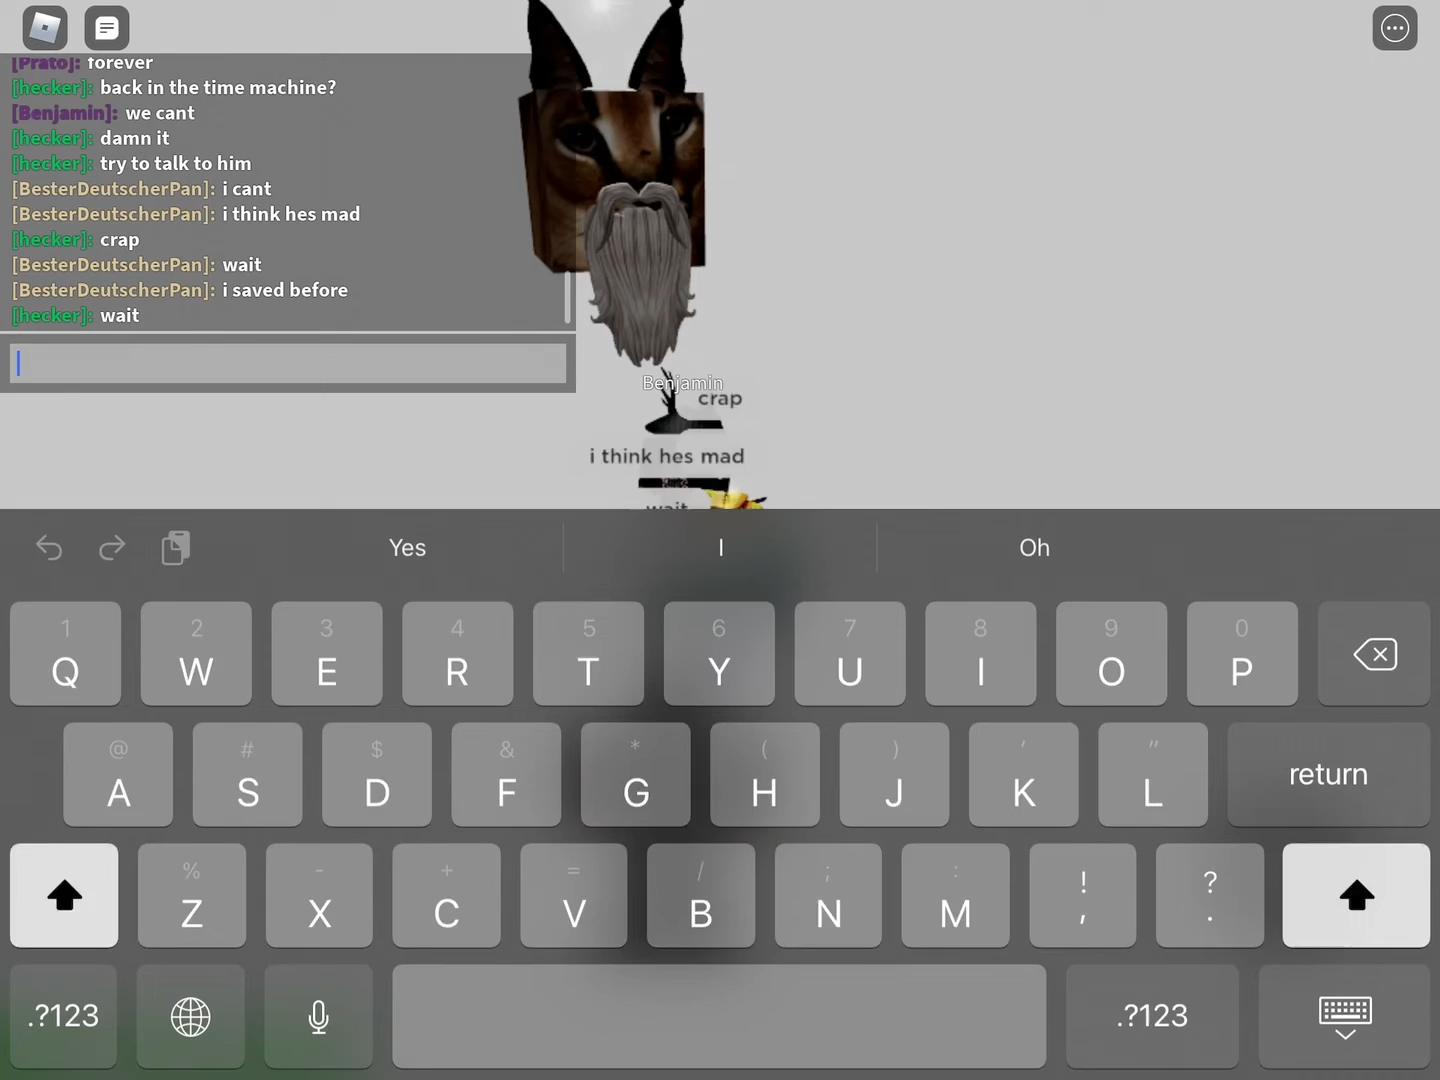 [Prato]: forever
[hecker]: back in the time machine?
[Benjamin]: we cant
[hecker]: damn it
[hecker]: try to talk to him
[BesterDeutscherPan]: i cant
[BesterDeutscherPan]: i think hes mad
[hecker]: crap
[BesterDeutscherPan]: wait
[BesterDeutscherPan]: i saved before
[hecker]: wait
Benjamin
crap
i think hes mad
wait
Yes I Oh
1 2 3 4 5 6 7 8 9 0
Q W E R T Y U I O P
@ # $ & * ( ) ' "
A S D F G H J K L return
% - + = / ; : ! ?
Z X C V B N M , .
.?123 .?123